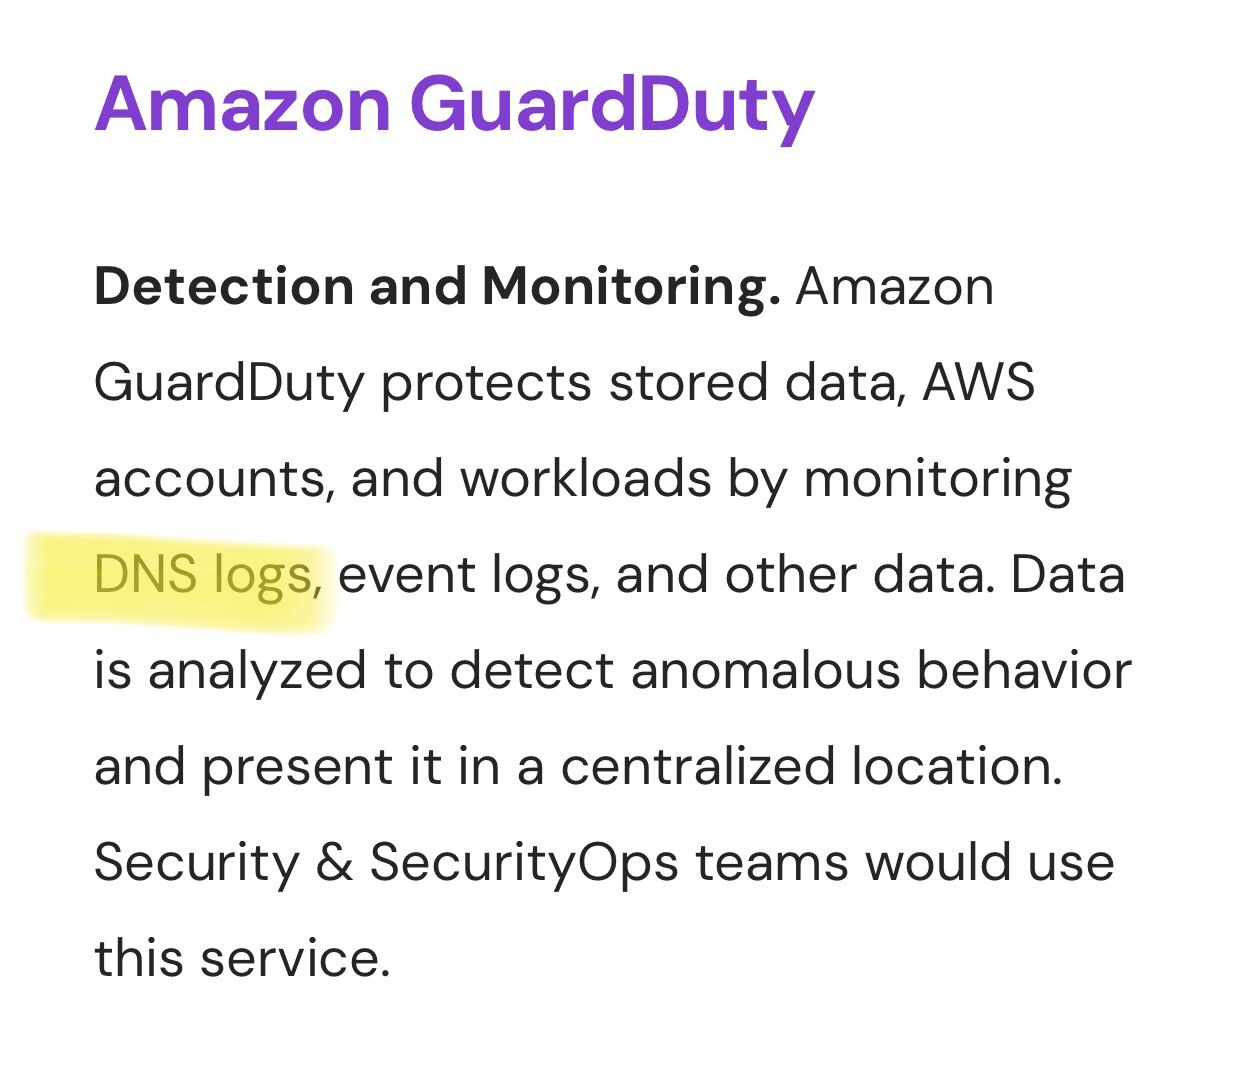 Amazon GuardDuty
Detection and Monitoring. Amazon
GuardDuty protects stored data, AWS
accounts, and workloads by monitoring
DNS logs, event logs, and other data. Data
is analyzed to detect anomalous behavior
and present it in a centralized location.
Security & SecurityOps teams would use
this service.